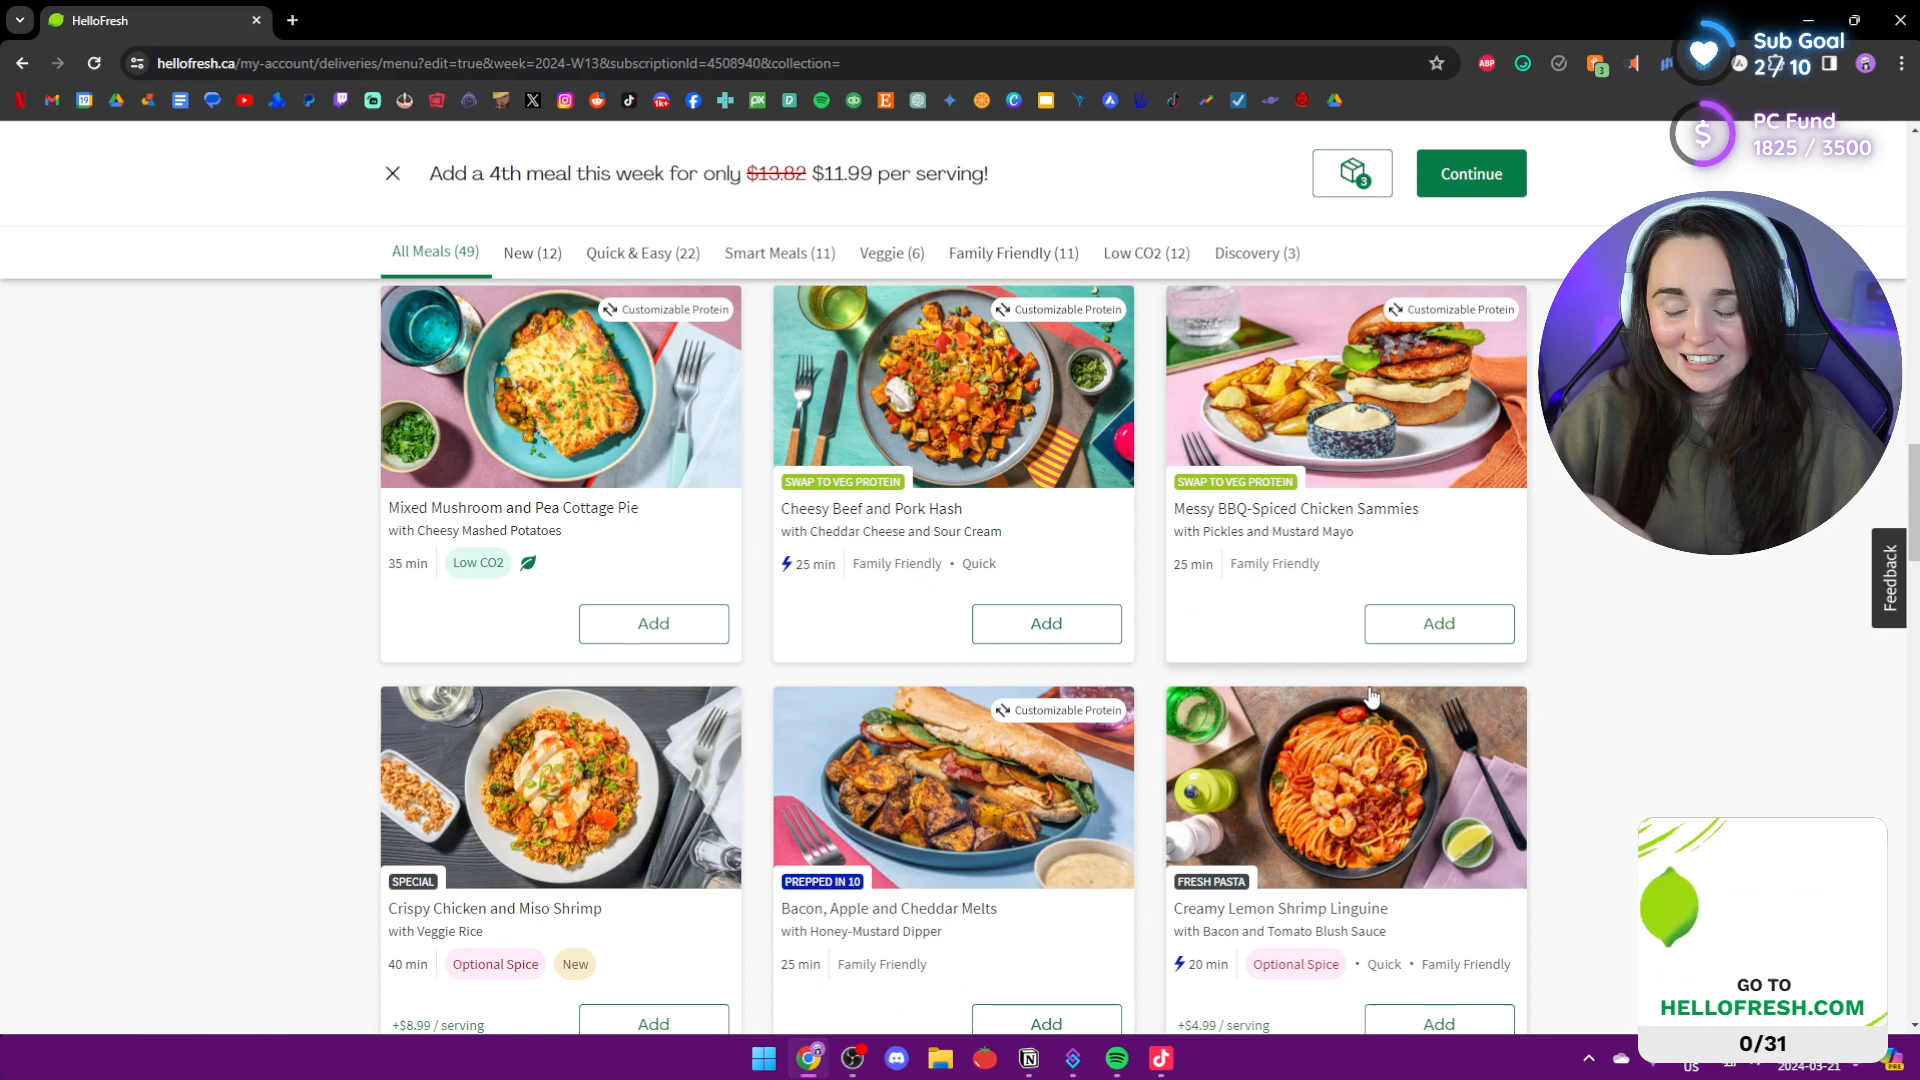 HelloFresh
hellofresh.ca/my-account/deliveries/menu?edit=true&week=2024-W13&subscriptionId=4508940&collection=
Sub Goal
2 / 10
PC Fund
1825 / 3500
Add a 4th meal this week for only $13.82 $11.99 per serving!
3
Continue
All Meals (49)
New (12)
Quick & Easy (22)
Smart Meals (11)
Veggie (6)
Family Friendly (11)
Low CO2 (12)
Discovery (3)
Customizable Protein
Customizable Protein
Customizable Protein
SWAP TO VEG PROTEIN
SWAP TO VEG PROTEIN
Mixed Mushroom and Pea Cottage Pie
with Cheesy Mashed Potatoes
35 min
Low CO2
Add
Cheesy Beef and Pork Hash
with Cheddar Cheese and Sour Cream
25 min
Family Friendly • Quick
Add
Messy BBQ-Spiced Chicken Sammies
with Pickles and Mustard Mayo
25 min
Family Friendly
Add
Feedback
Customizable Protein
SPECIAL
Crispy Chicken and Miso Shrimp
with Veggie Rice
40 min
Optional Spice
New
+$8.99 / serving
Add
PREPPED IN 10
Bacon, Apple and Cheddar Melts
with Honey-Mustard Dipper
25 min
Family Friendly
Add
FRESH PASTA
Creamy Lemon Shrimp Linguine
with Bacon and Tomato Blush Sauce
20 min
Optional Spice
• Quick • Family Friendly
+$4.99 / serving
Add
GO TO
HELLOFRESH.COM
0/31
US
2024-03-21